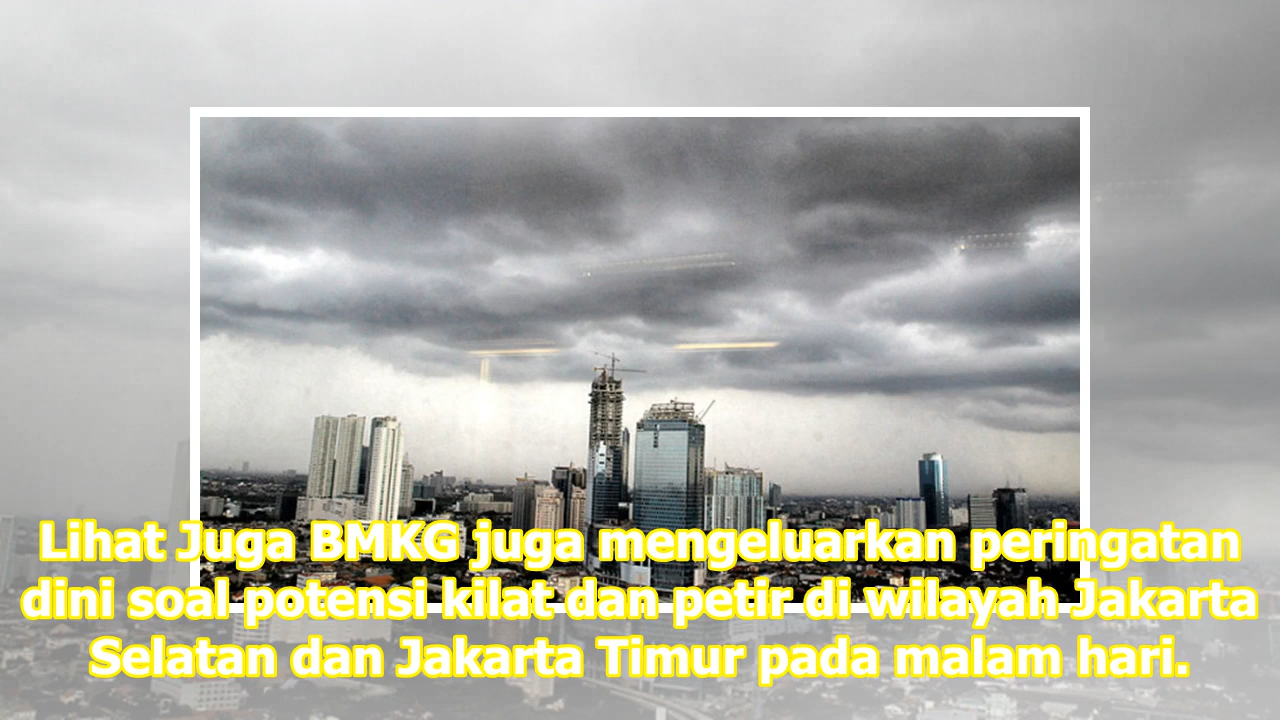 Lihat Juga BMKG juga mengeluarkan peringatan
dini soal potensi kilat dan petir di wilayah Jakarta
Selatan dan Jakarta Timur pada malam hari.